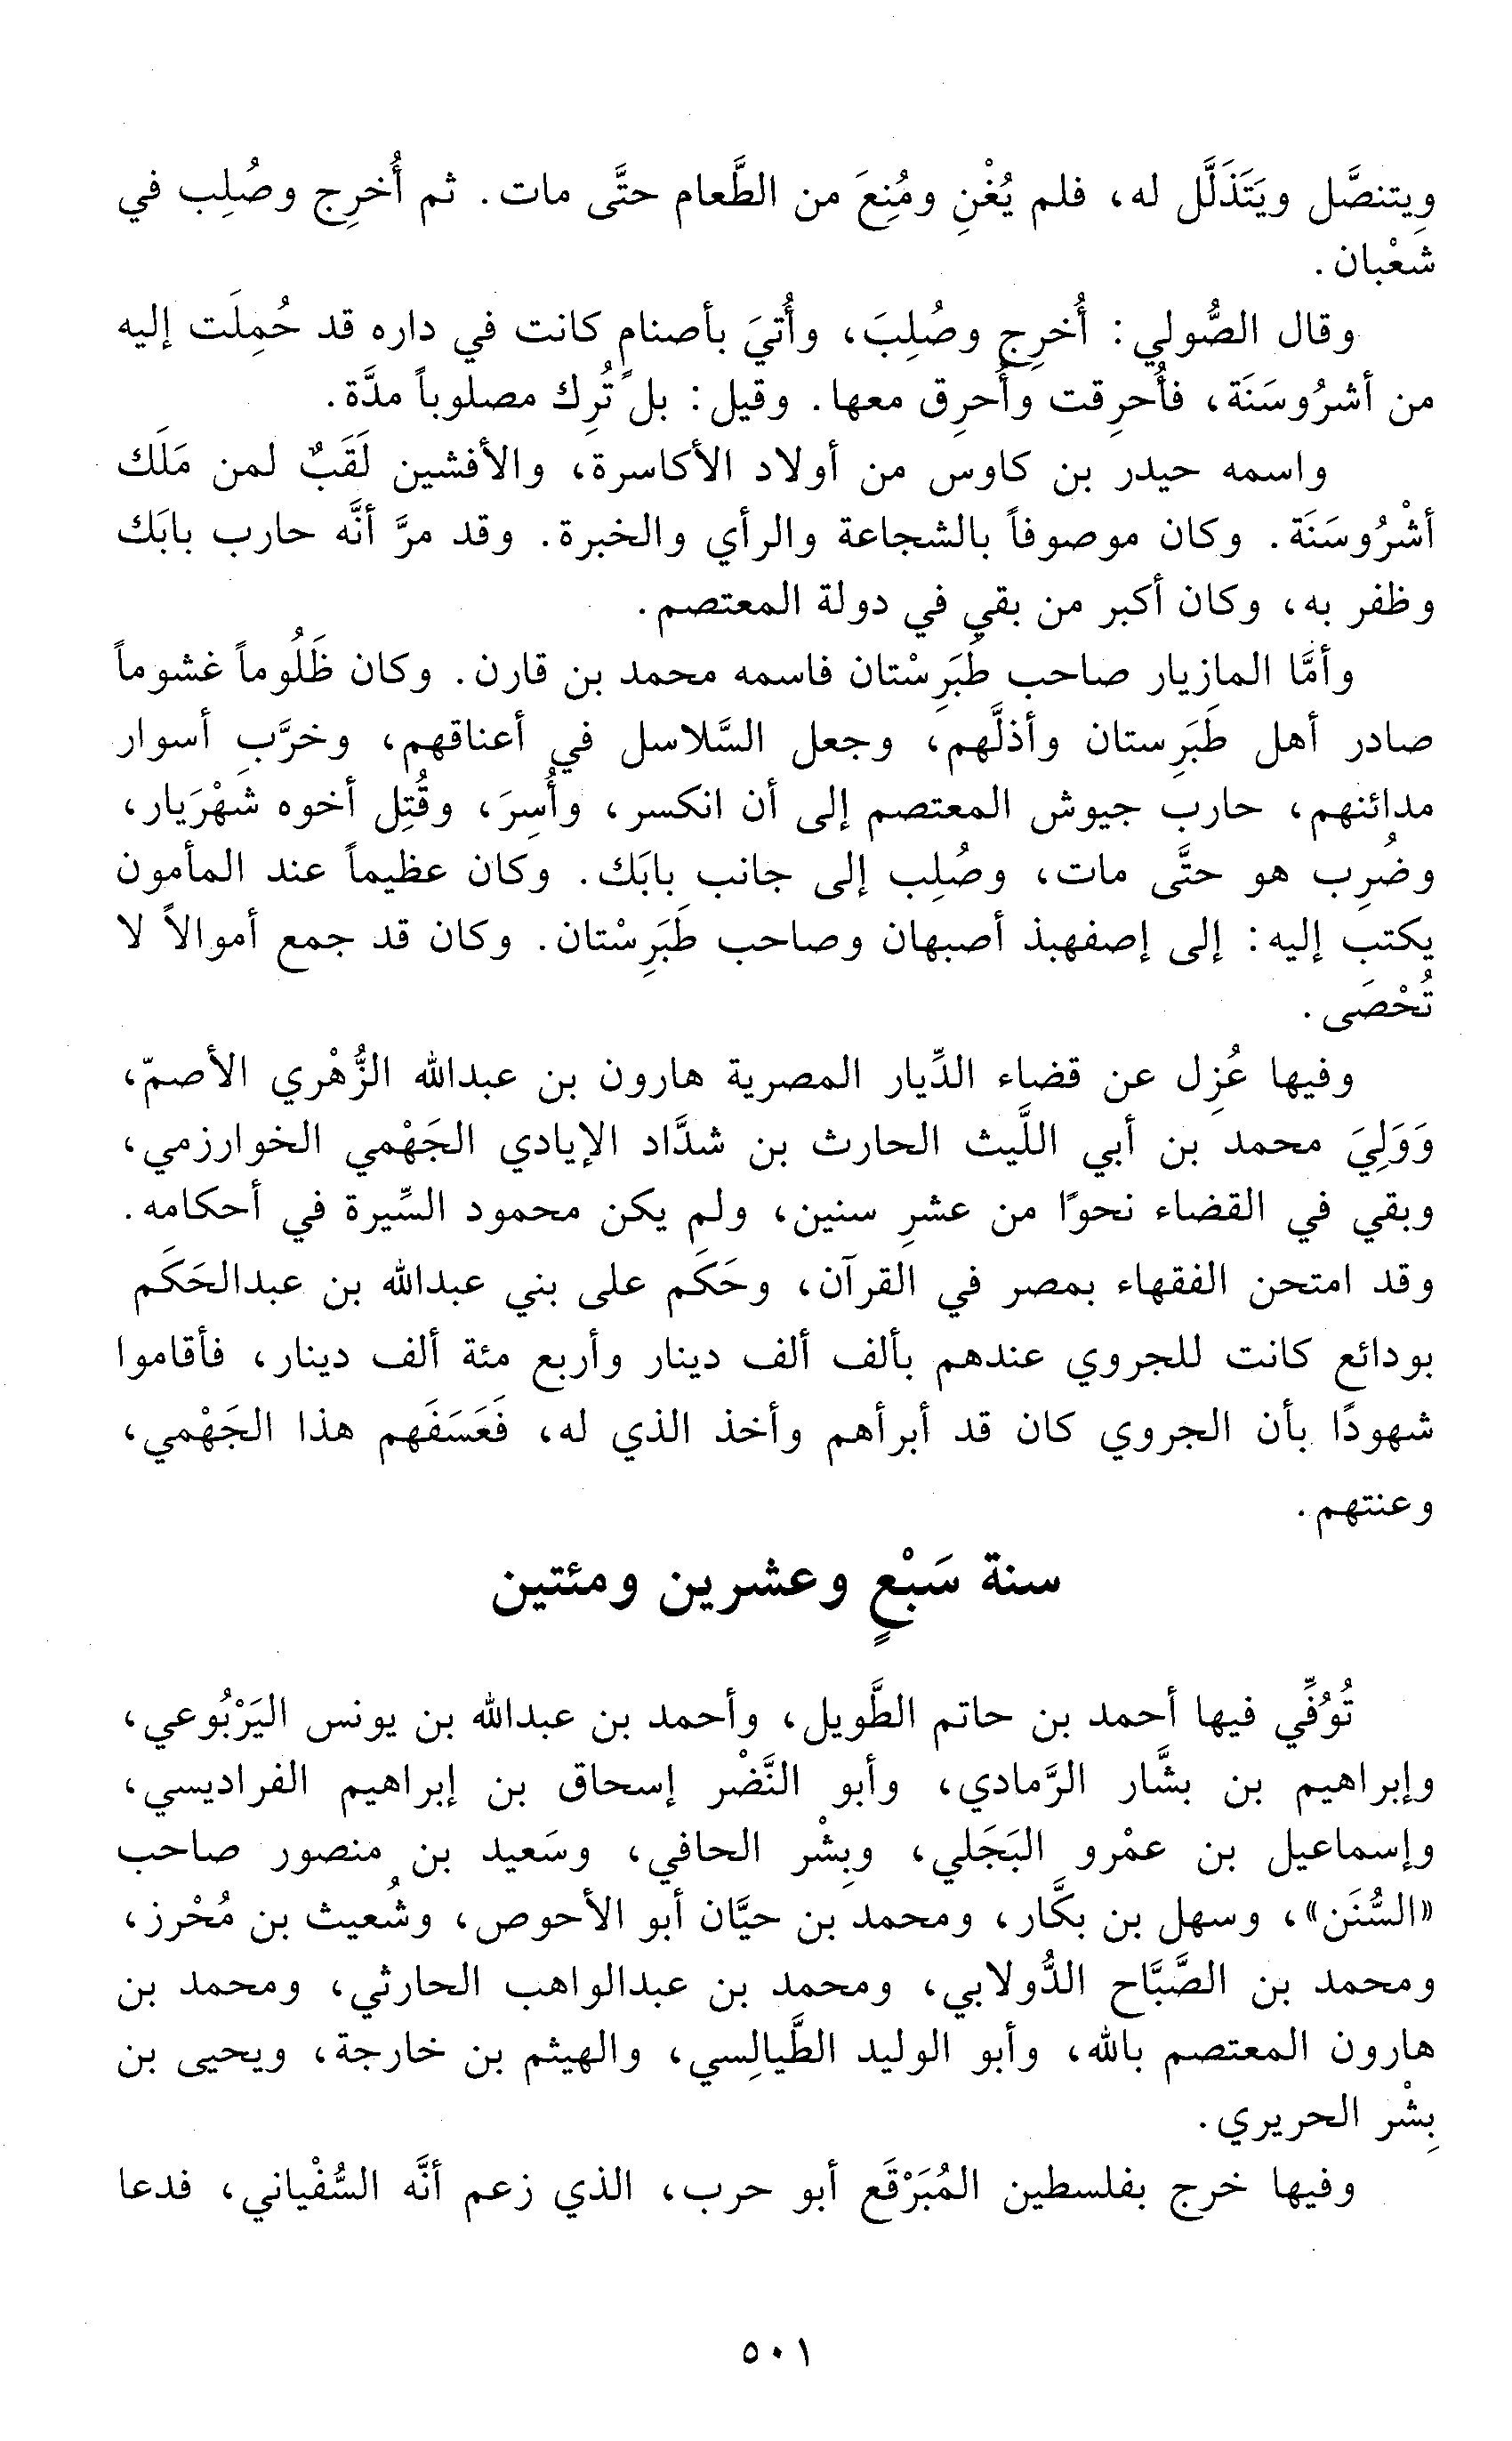 ويتنصَّل ويَتَذَلَّل له، فلم يُغْنِ ومُنِعَ من الطَّعام حتَّى مات. ثم أُخرِج وصُلِب في
شَعْبان.
وقال الصُّولي: أُخرِج وصُلِبَ، وأُتيَ بأصنامٍ كانت في داره قد حُمِلَت إليه
من أشرُوسَنَة، فأُحرِقت وأُحرِق معها. وقيل: بل تُرِك مصلوباً مدَّة.
واسمه حيدر بن كاوس من أولاد الأكاسرة، والأفشين لَقَبٌ لمن مَلَك
أشْرُوسَنَة. وكان موصوفاً بالشجاعة والرأي والخبرة. وقد مرَّ أنَّه حارب بابَك
وظفر به، وكان أكبر من بقي في دولة المعتصم.
وأمَّا المازيار صاحب طَبَرِسْتان فاسمه محمد بن قارن. وكان ظَلُوماً غشوماً
صادر أهل طَبَرِستان وأذلَّهم، وجعل السَّلاسل في أعناقهم، وخرَّب أسوار
مدائنهم، حارب جيوش المعتصم إلى أن انكسر، وأُسِرَ، وقُتِل أخوه شَهْرَيار،
وضُرِب هو حتَّى مات، وصُلِب إلى جانب بابَك. وكان عظيماً عند المأمون
يكتب إليه: إلى إصفهبذ أصبهان وصاحب طَبَرِسْتان. وكان قد جمع أموالاً لا
تُحْصَى.
وفيها عُزِل عن قضاء الدِّيار المصرية هارون بن عبدالله الزُّهْري الأصمّ،
وَوَلِيَ محمد بن أبي اللَّيث الحارث بن شدَّاد الإيادي الجَهْمي الخوارزمي،
وبقي في القضاء نحوًا من عشرِ سنين، ولم يكن محمود السِّيرة في أحكامه.
وقد امتحن الفقهاء بمصر في القرآن، وحَكَم على بني عبدالله بن عبدالحَكَم
بودائع كانت للجروي عندهم بألف ألف دينار وأربع مئة ألف دينار، فأقاموا
شهودًا بأن الجروي كان قد أبرأهم وأخذ الذي له، فَعَسَفَهم هذا الجَهْمي،
وعنتهم.
سنة سَبْعٍ وعشرين ومئتين
تُوُفِّي فيها أحمد بن حاتم الطَّويل، وأحمد بن عبدالله بن يونس اليَرْبُوعي،
وإبراهيم بن بشَّار الرَّمادي، وأبو النَّضْر إسحاق بن إبراهيم الفراديسي،
وإسماعيل بن عمْرو البَجَلي، وبِشْر الحافي، وسَعيد بن منصور صاحب
«السُّنَن»، وسهل بن بكَّار، ومحمد بن حيَّان أبو الأحوص، وشُعيث بن مُحْرز،
ومحمد بن الصَّبَّاح الدُّولابي، ومحمد بن عبدالواهب الحارثي، ومحمد بن
هارون المعتصم بالله، وأبو الوليد الطَّيالِسي، والهيثم بن خارجة، ويحيى بن
بِشْر الحريري.
وفيها خرج بفلسطين المُبَرْقَع أبو حرب، الذي زعم أنَّه السُّفْياني، فدعا
٥٠١